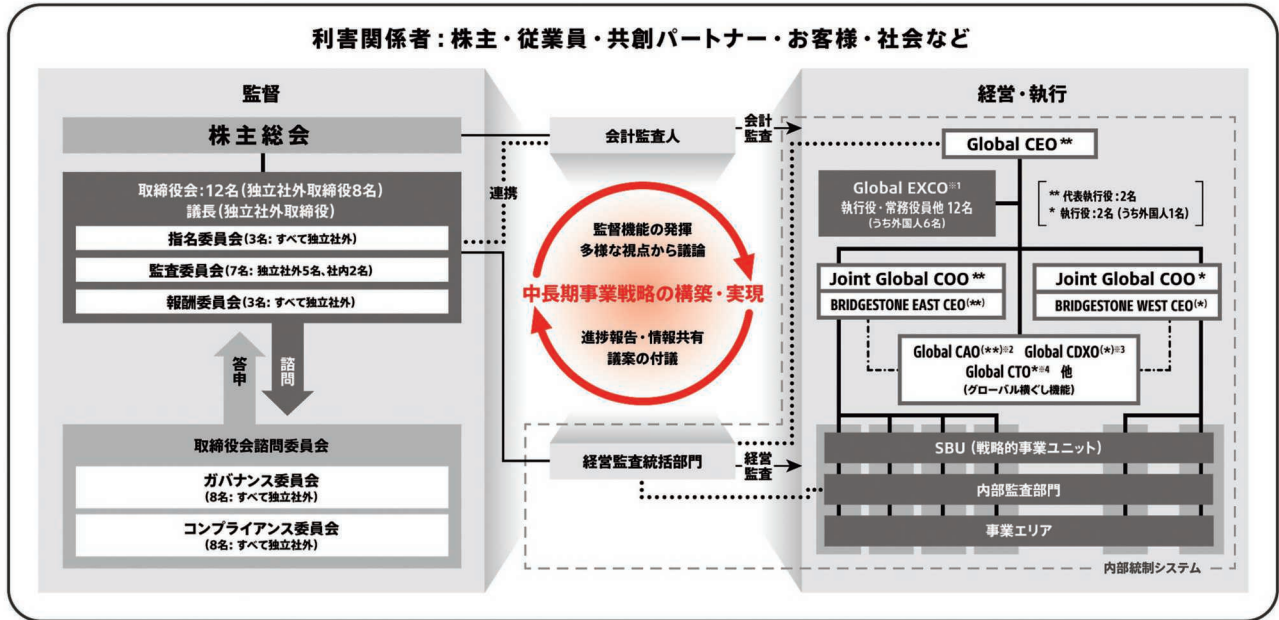 利害関係者：株主・従業員・共創パートナー・お客様・社会など
監督
株主総会
取締役会：12名（独立社外取締役8名）
議長（独立社外取締役）
指名委員会（3名： すべて独立社外）
監査委員会（7名： 独立社外5名、社内2名）
報酬委員会（3名： すべて独立社外）
答申
諮問
取締役会諮問委員会
ガバナンス委員会
（8名： すべて独立社外）
コンプライアンス委員会
（8名： すべて独立社外）
会計監査人
会計
監査
連携
監督機能の発揮
多様な視点から議論
中長期事業戦略の構築・実現
進捗報告・情報共有
議案の付議
経営監査統括部門
経営
監査
経営・執行
Global CEO**
Global EXCO※1
執行役・常務役員他 12名
（うち外国人6名）
** 代表執行役：2名
* 執行役：2名（うち外国人1名）
Joint Global COO**
BRIDGESTONE EAST CEO(**)
Joint Global COO*
BRIDGESTONE WEST CEO(*)
Global CAO(**)※2 Global CDXO(*)※3
Global CTO*※4 他
（グローバル横ぐし機能）
SBU（戦略的事業ユニット）
内部監査部門
事業エリア
内部統制システム